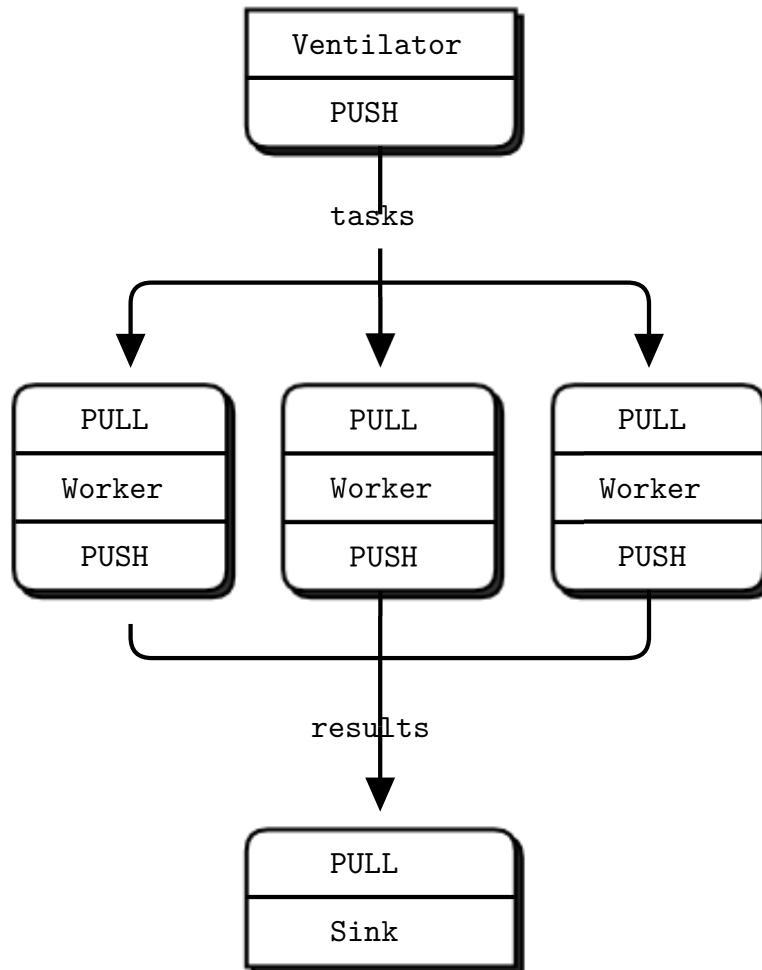 Ventilator
PUSH
tasks
PULL PULL PULL
Worker Worker Worker
PUSH PUSH PUSH
results
PULL
Sink